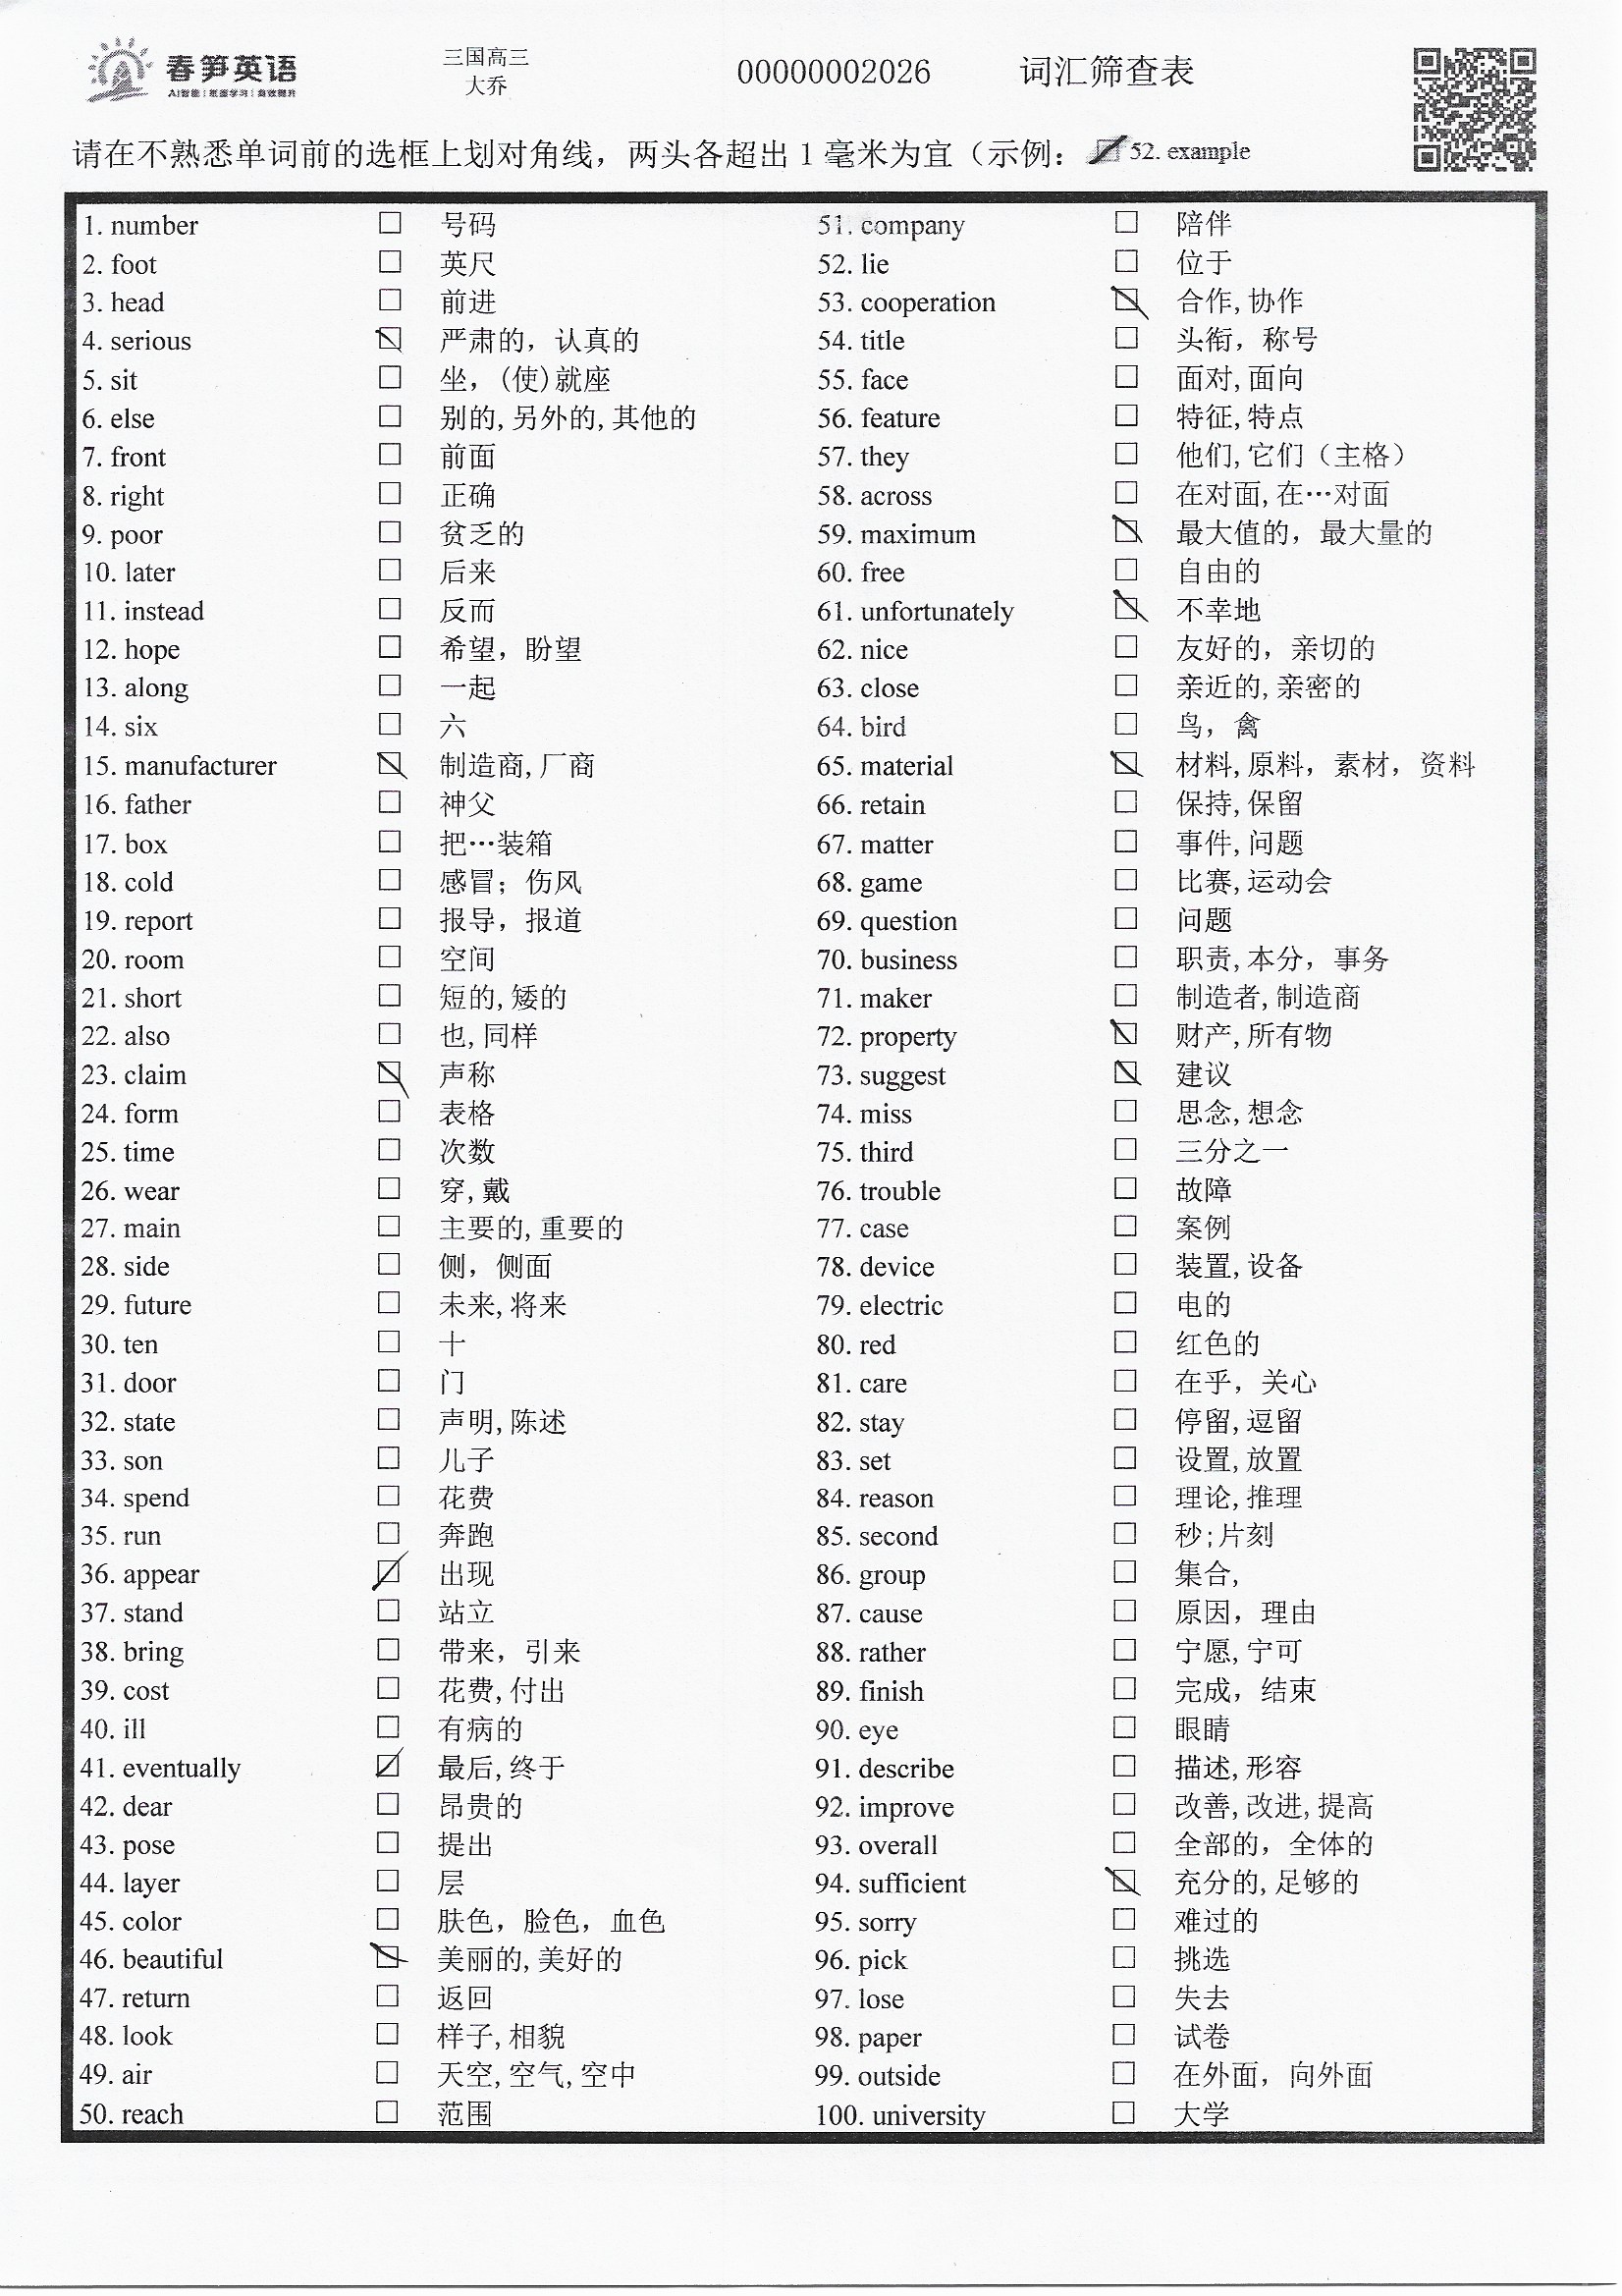 春笋英语
三国高三
大乔
00000002026
词汇筛查表
请在不熟悉单词前的选框上划对角线，两头各超出 1 毫米为宜（示例： 52. example
1. number 号码
2. foot 英尺
3. head 前进
4. serious 严肃的，认真的
5. sit 坐，(使)就座
6. else 别的,另外的,其他的
7. front 前面
8. right 正确
9. poor 贫乏的
10. later 后来
11. instead 反而
12. hope 希望，盼望
13. along 一起
14. six 六
15. manufacturer 制造商,厂商
16. father 神父
17. box 把…装箱
18. cold 感冒；伤风
19. report 报导，报道
20. room 空间
21. short 短的,矮的
22. also 也,同样
23. claim 声称
24. form 表格
25. time 次数
26. wear 穿,戴
27. main 主要的,重要的
28. side 侧，侧面
29. future 未来,将来
30. ten 十
31. door 门
32. state 声明,陈述
33. son 儿子
34. spend 花费
35. run 奔跑
36. appear 出现
37. stand 站立
38. bring 带来，引来
39. cost 花费,付出
40. ill 有病的
41. eventually 最后,终于
42. dear 昂贵的
43. pose 提出
44. layer 层
45. color 肤色，脸色，血色
46. beautiful 美丽的,美好的
47. return 返回
48. look 样子,相貌
49. air 天空,空气,空中
50. reach 范围
51. company 陪伴
52. lie 位于
53. cooperation 合作,协作
54. title 头衔，称号
55. face 面对,面向
56. feature 特征,特点
57. they 他们,它们（主格）
58. across 在对面,在…对面
59. maximum 最大值的，最大量的
60. free 自由的
61. unfortunately 不幸地
62. nice 友好的，亲切的
63. close 亲近的,亲密的
64. bird 鸟，禽
65. material 材料,原料，素材，资料
66. retain 保持,保留
67. matter 事件,问题
68. game 比赛,运动会
69. question 问题
70. business 职责,本分，事务
71. maker 制造者,制造商
72. property 财产,所有物
73. suggest 建议
74. miss 思念,想念
75. third 三分之一
76. trouble 故障
77. case 案例
78. device 装置,设备
79. electric 电的
80. red 红色的
81. care 在乎，关心
82. stay 停留,逗留
83. set 设置,放置
84. reason 理论,推理
85. second 秒;片刻
86. group 集合,
87. cause 原因，理由
88. rather 宁愿,宁可
89. finish 完成，结束
90. eye 眼睛
91. describe 描述,形容
92. improve 改善,改进,提高
93. overall 全部的，全体的
94. sufficient 充分的,足够的
95. sorry 难过的
96. pick 挑选
97. lose 失去
98. paper 试卷
99. outside 在外面，向外面
100. university 大学